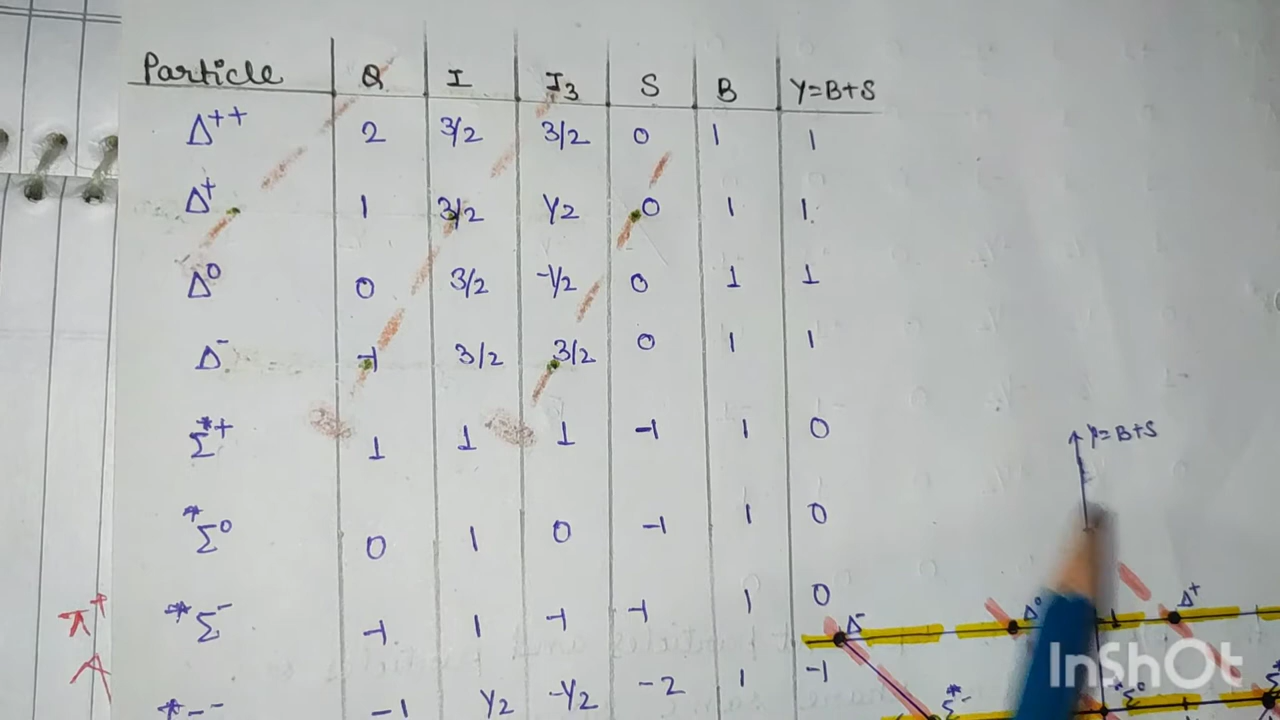 Particle Q I I3 S B Y=B+S
Δ++ 2 3/2 3/2 0 1 1
Δ+ 1 3/2 1/2 0 1 1
Δ0 0 3/2 -1/2 0 1 1
Δ- -1 3/2 3/2 0 1 1
Σ*+ 1 1 1 -1 1 0
*Σ0 0 1 0 -1 1 0
*Σ- -1 1 -1 -1 1 0
-1 1/2 -1/2 -2 1 -1
Y=B+S
Δ- Δ0 1 Δ+
Σ*- *Σ0
InShOt